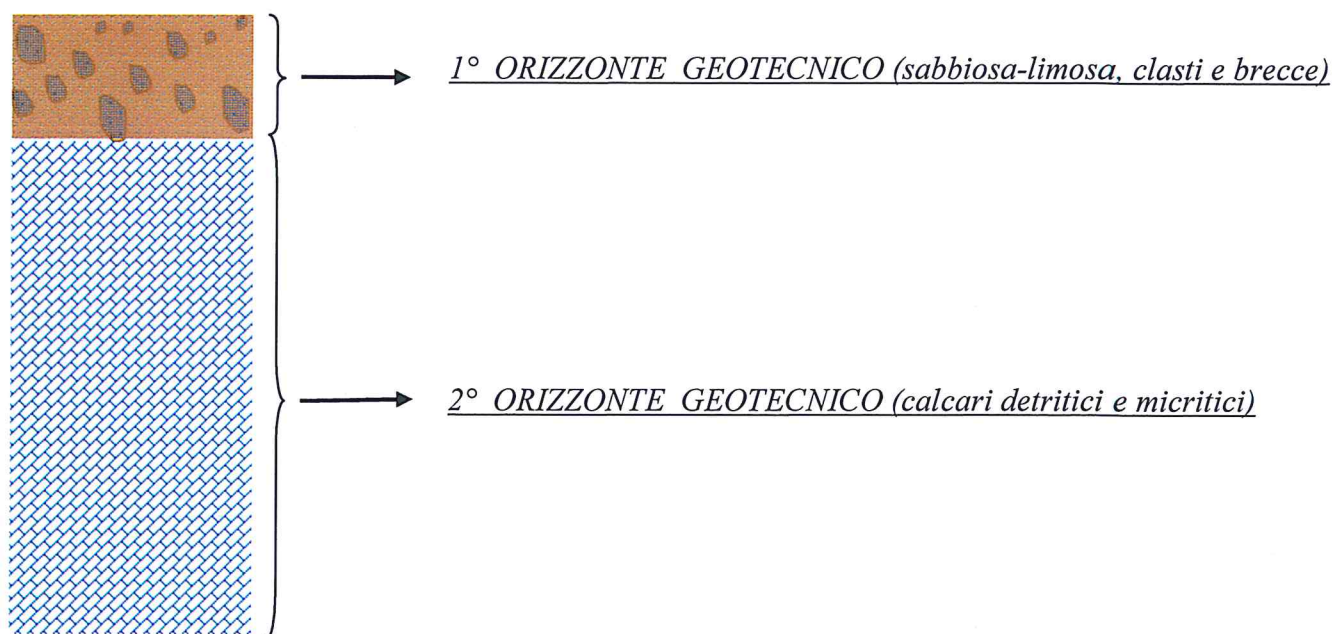 1° ORIZZONTE GEOTECNICO (sabbiosa-limosa, clasti e brecce)
2° ORIZZONTE GEOTECNICO (calcari detritici e micritici)